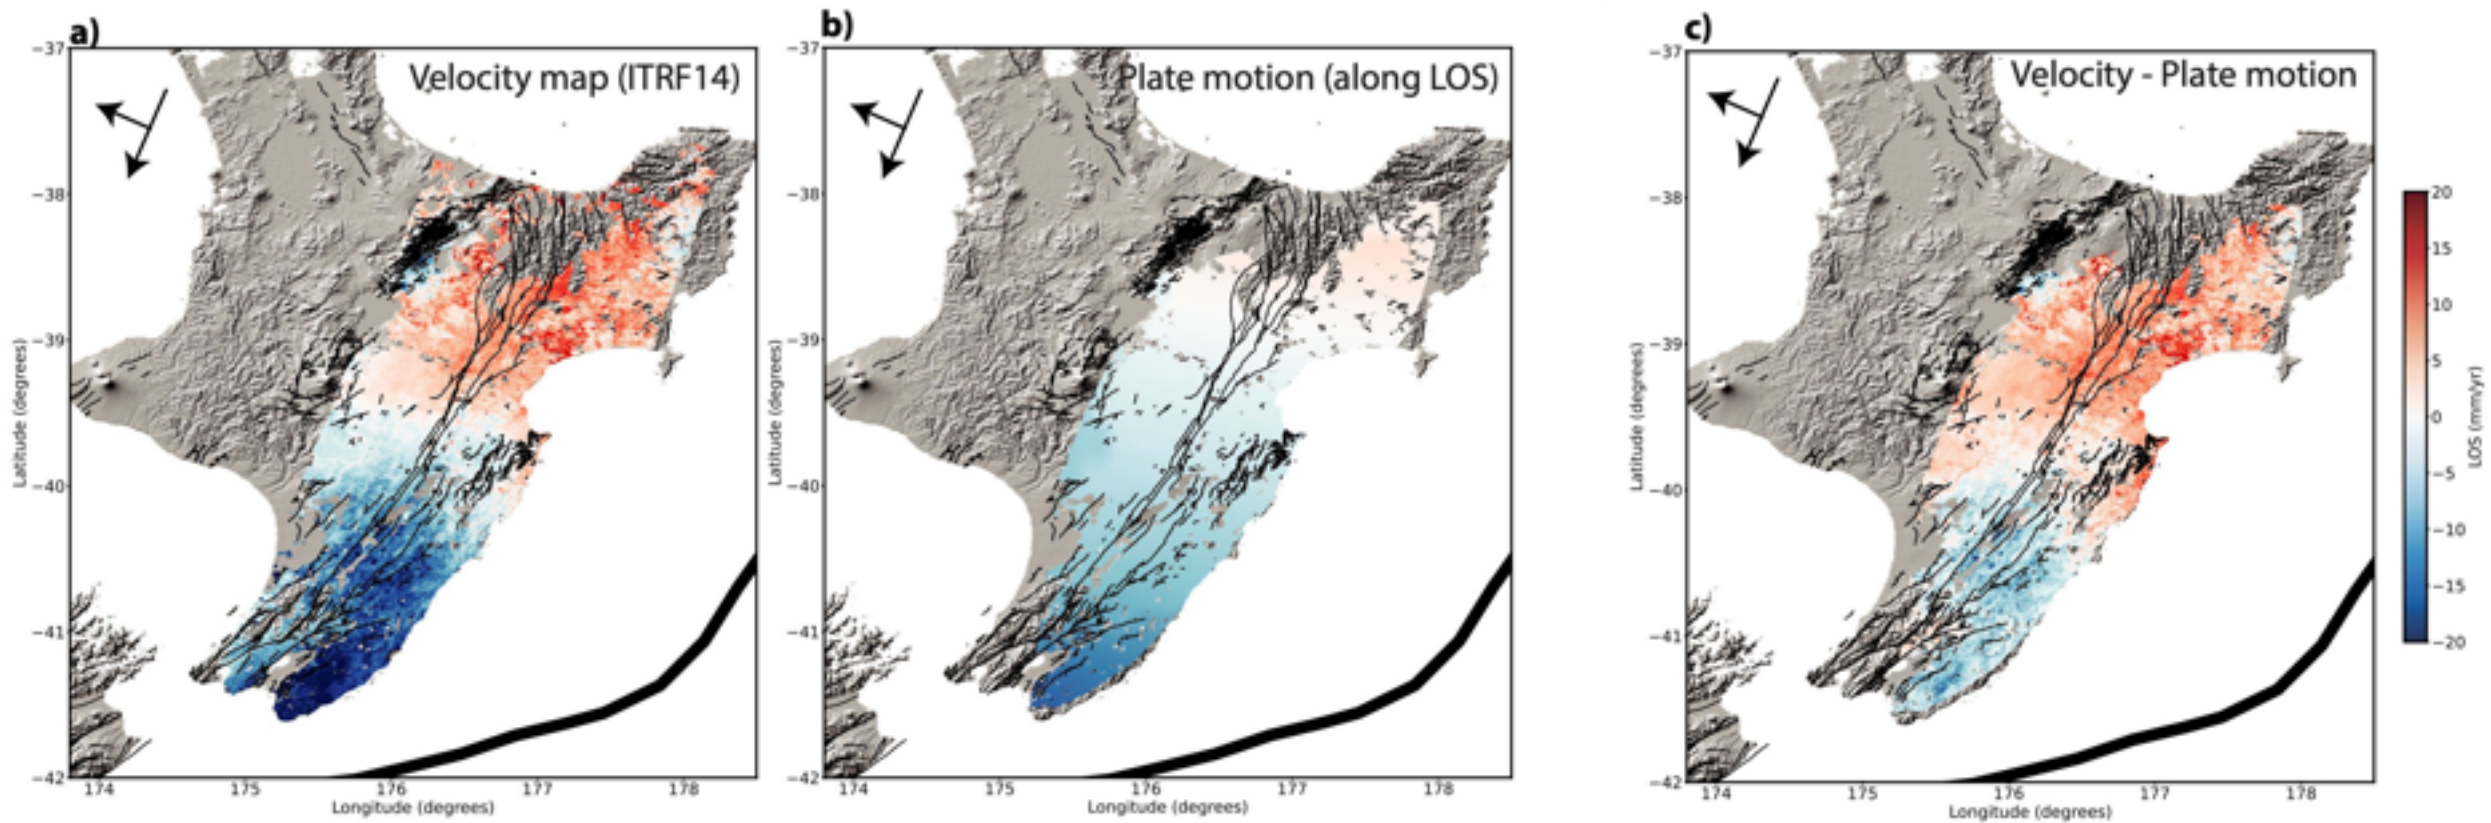 a)
Velocity map (ITRF14)
−37
−38
−39
−40
−41
−42
Latitude (degrees)
174 175 176 177 178
Longitude (degrees)
b)
Plate motion (along LOS)
−37
−38
−39
−40
−41
−42
Latitude (degrees)
174 175 176 177 178
Longitude (degrees)
c)
Velocity - Plate motion
−37
−38
−39
−40
−41
−42
Latitude (degrees)
174 175 176 177 178
Longitude (degrees)
20
15
10
5
0
−5
−10
−15
−20
LOS (mm/yr)